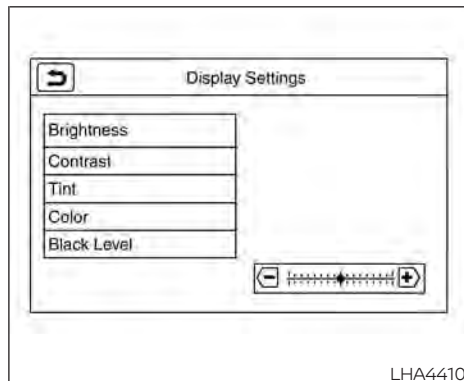 Display Settings
Brightness
Contrast
Tint
Color
Black Level
LHA4410